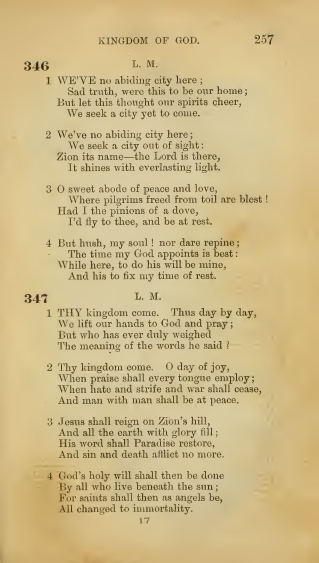 KINGDOM OF GOD. 257
346 L. M.
1 WE'VE no abiding city here;
Sad truth, were this to be our home;
But let this thought our spirits cheer,
We seek a city yet to come.
2 We've no abiding city here;
We seek a city out of sight:
Zion its name—the Lord is there,
It shines with everlasting light.
3 O sweet abode of peace and love,
Where pilgrims freed from toil are blest!
Had I the pinions of a dove,
I'd fly to thee, and be at rest.
4 But hush, my soul! nor dare repine;
The time my God appoints is best:
While here, to do his will be mine,
And his to fix my time of rest.
347 L. M.
1 THY kingdom come. Thus day by day,
We lift our hands to God and pray;
But who has ever duly weighed
The meaning of the words he said?
2 Thy kingdom come. O day of joy,
When praise shall every tongue employ;
When hate and strife and war shall cease,
And man with man shall be at peace.
3 Jesus shall reign on Zion's hill,
And all the earth with glory fill;
His word shall Paradise restore,
And sin and death afflict no more.
4 God's holy will shall then be done
By all who live beneath the sun;
For saints shall then as angels be,
All changed to immortality.
17